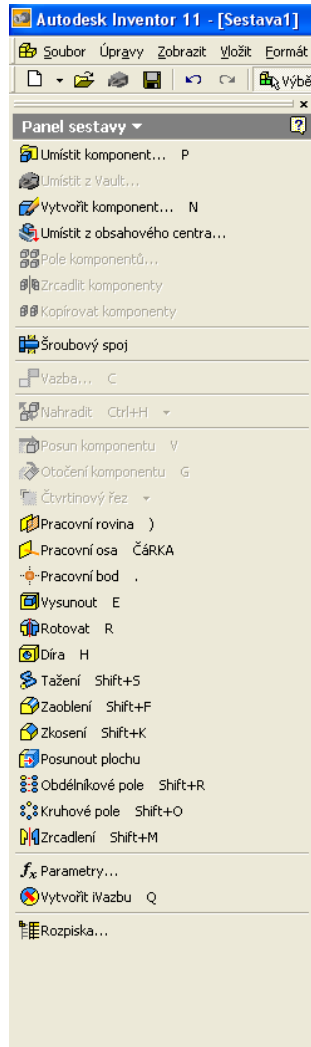 Autodesk Inventor 11 - [Sestava1]
Soubor Úpravy Zobrazit Vložit Formát
Výbě
Panel sestavy
Umístit komponent... P
Umístit z Vault...
Vytvořit komponent... N
Umístit z obsahového centra...
Pole komponentů...
Zrcadlit komponenty
Kopírovat komponenty
Šroubový spoj
Vazba... C
Nahradit Ctrl+H
Posun komponentu V
Otočení komponentu G
Čtvrtinový řez
Pracovní rovina )
Pracovní osa ČáRKA
Pracovní bod .
Vysunout E
Rotovat R
Díra H
Tažení Shift+S
Zaoblení Shift+F
Zkosení Shift+K
Posunout plochu
Obdélníkové pole Shift+R
Kruhové pole Shift+O
Zrcadlení Shift+M
fx Parametry...
Vytvořit iVazbu Q
Rozpiska...